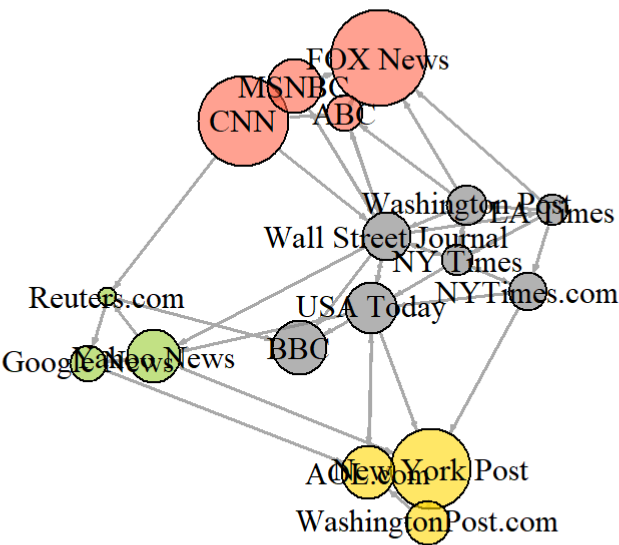 FOX News
MSNBC
ABC
CNN
Washington Post
LA Times
Wall Street Journal
NY Times
NYTimes.com
Reuters.com
USA Today
BBC
Google News
Yahoo News
AOL.com
New York Post
WashingtonPost.com